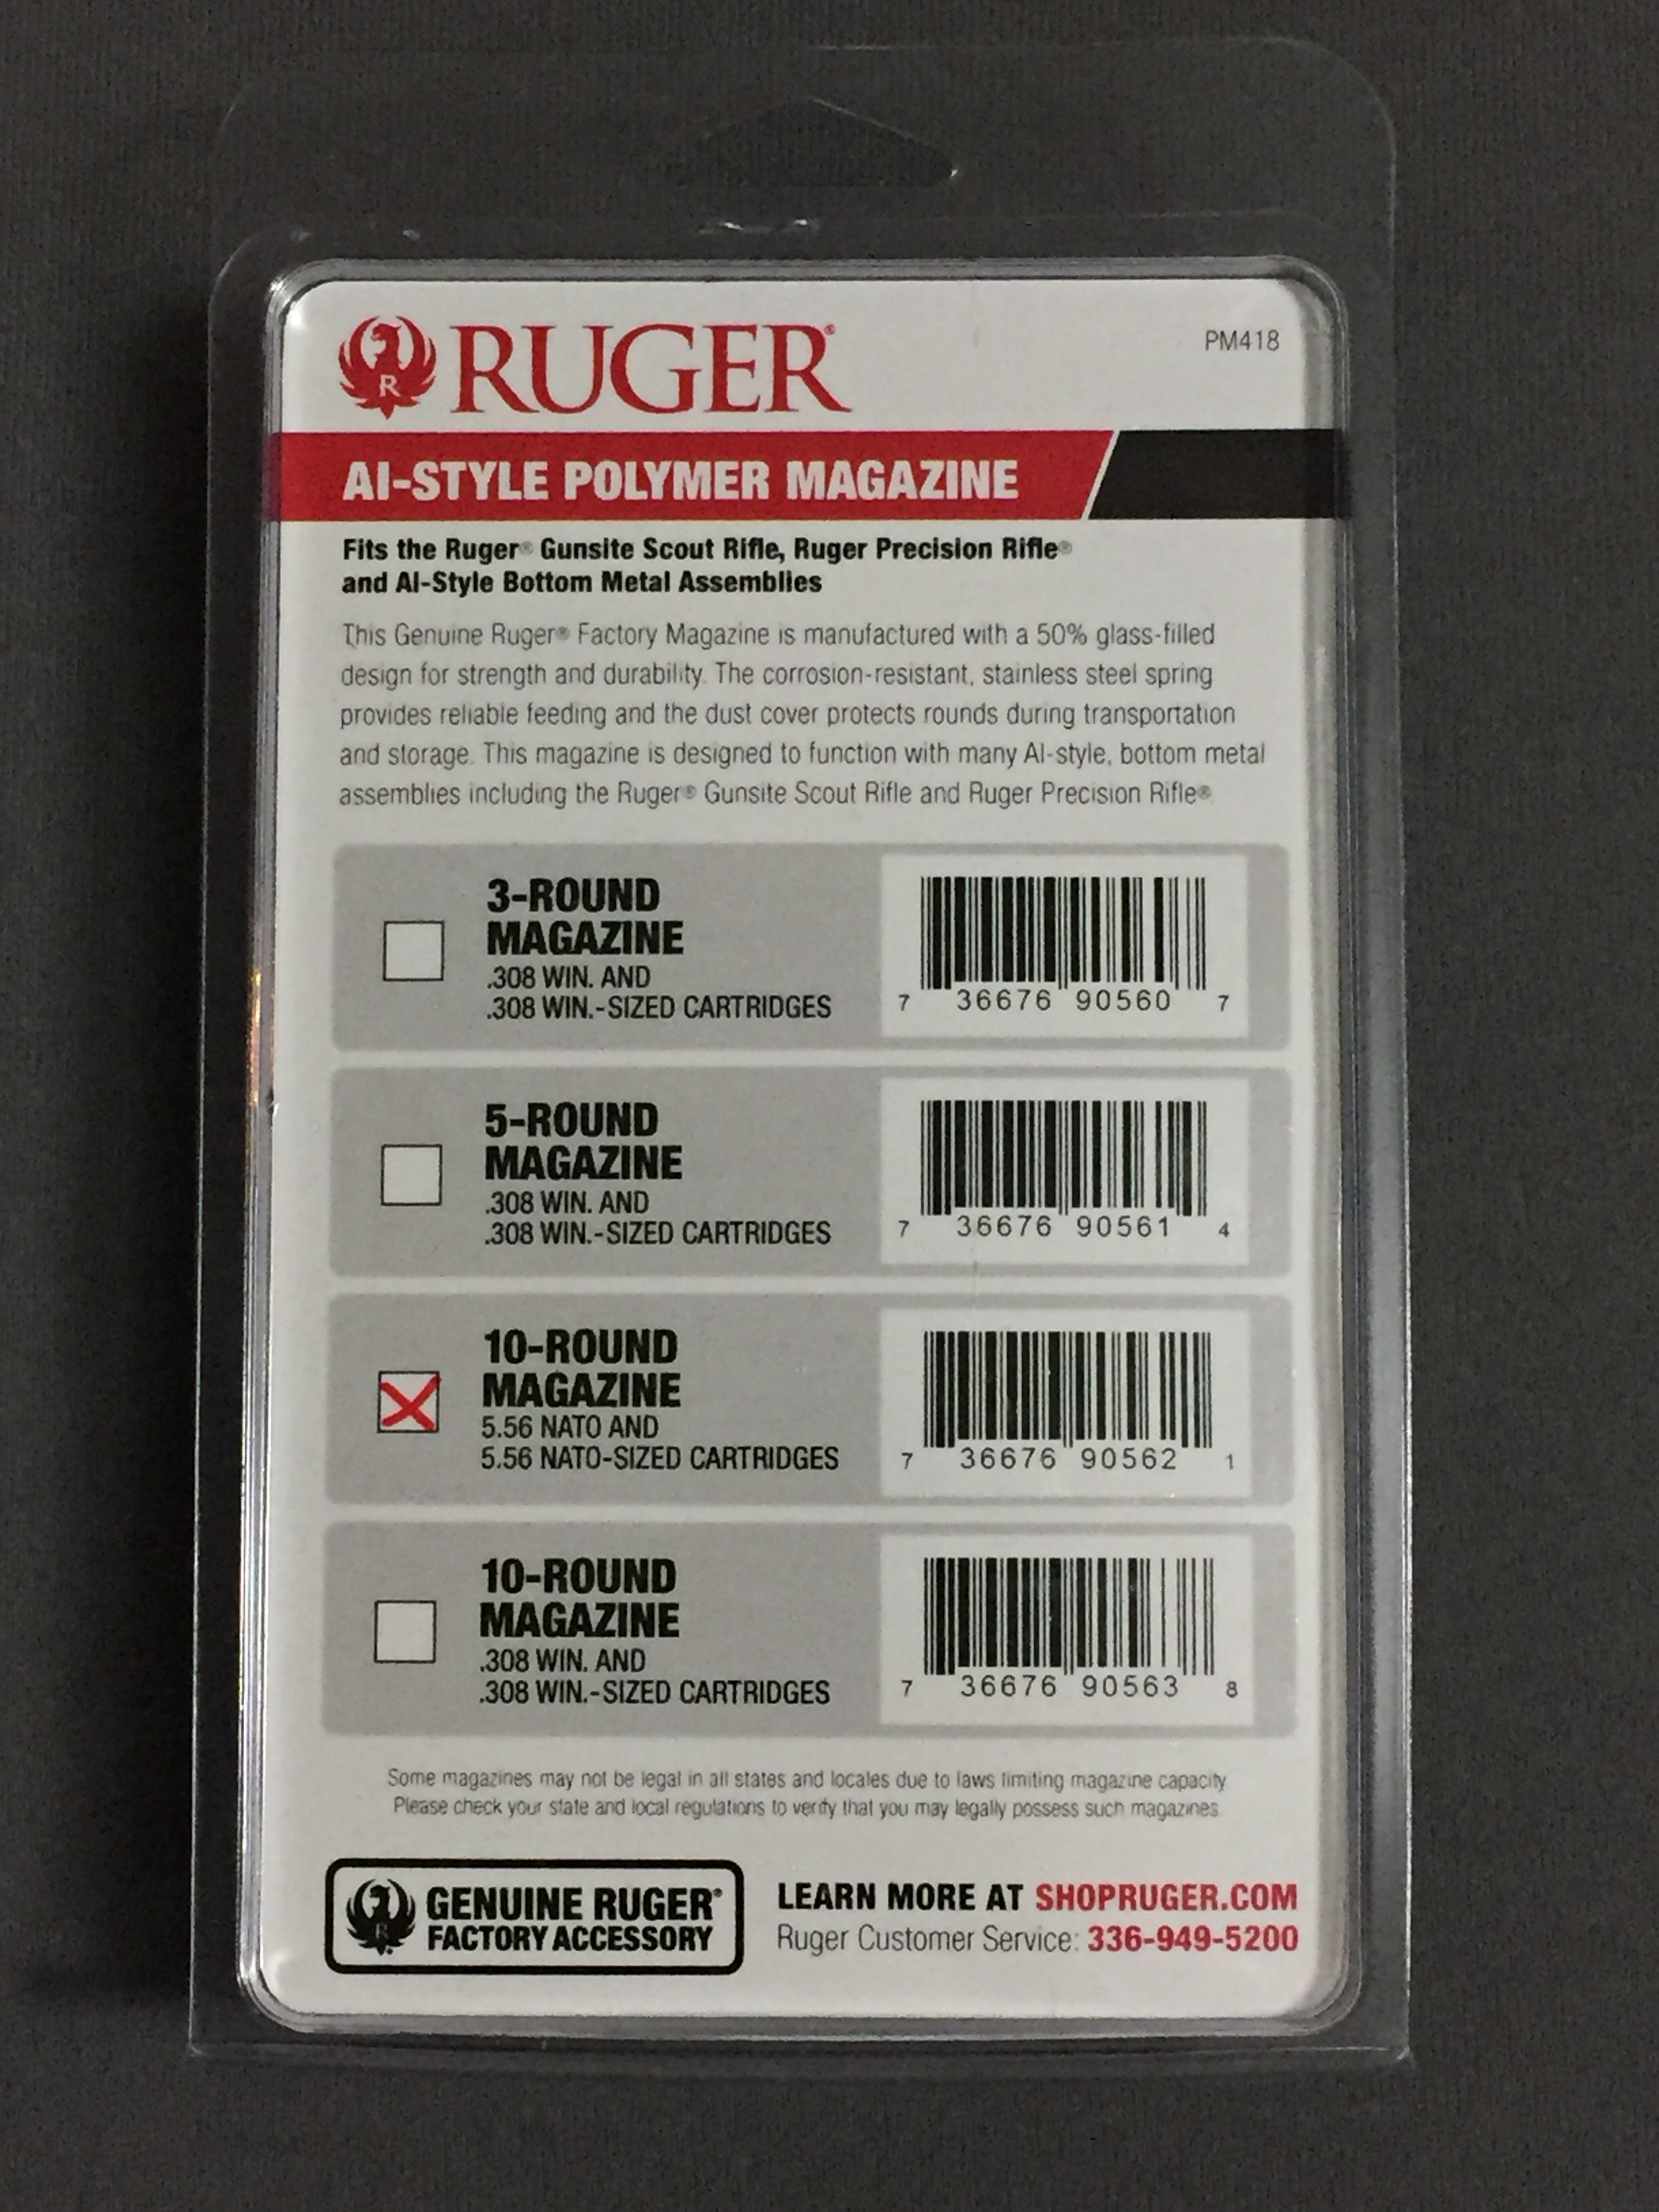 RUGER®
PM418
AI-STYLE POLYMER MAGAZINE
Fits the Ruger® Gunsite Scout Rifle, Ruger Precision Rifle®
and AI-Style Bottom Metal Assemblies
This Genuine Ruger® Factory Magazine is manufactured with a 50% glass-filled
design for strength and durability. The corrosion-resistant, stainless steel spring
provides reliable feeding and the dust cover protects rounds during transportation
and storage. This magazine is designed to function with many AI-style, bottom metal
assemblies including the Ruger® Gunsite Scout Rifle and Ruger Precision Rifle®
3-ROUND
MAGAZINE
.308 WIN. AND
.308 WIN.-SIZED CARTRIDGES
7 36676 90560 7
5-ROUND
MAGAZINE
.308 WIN. AND
.308 WIN.-SIZED CARTRIDGES
7 36676 90561 4
10-ROUND
MAGAZINE
5.56 NATO AND
5.56 NATO-SIZED CARTRIDGES
7 36676 90562 1
10-ROUND
MAGAZINE
.308 WIN. AND
.308 WIN.-SIZED CARTRIDGES
7 36676 90563 8
Some magazines may not be legal in all states and locales due to laws limiting magazine capacity.
Please check your state and local regulations to verify that you may legally possess such magazines.
R
GENUINE RUGER®
FACTORY ACCESSORY
LEARN MORE AT SHOPRUGER.COM
Ruger Customer Service: 336-949-5200